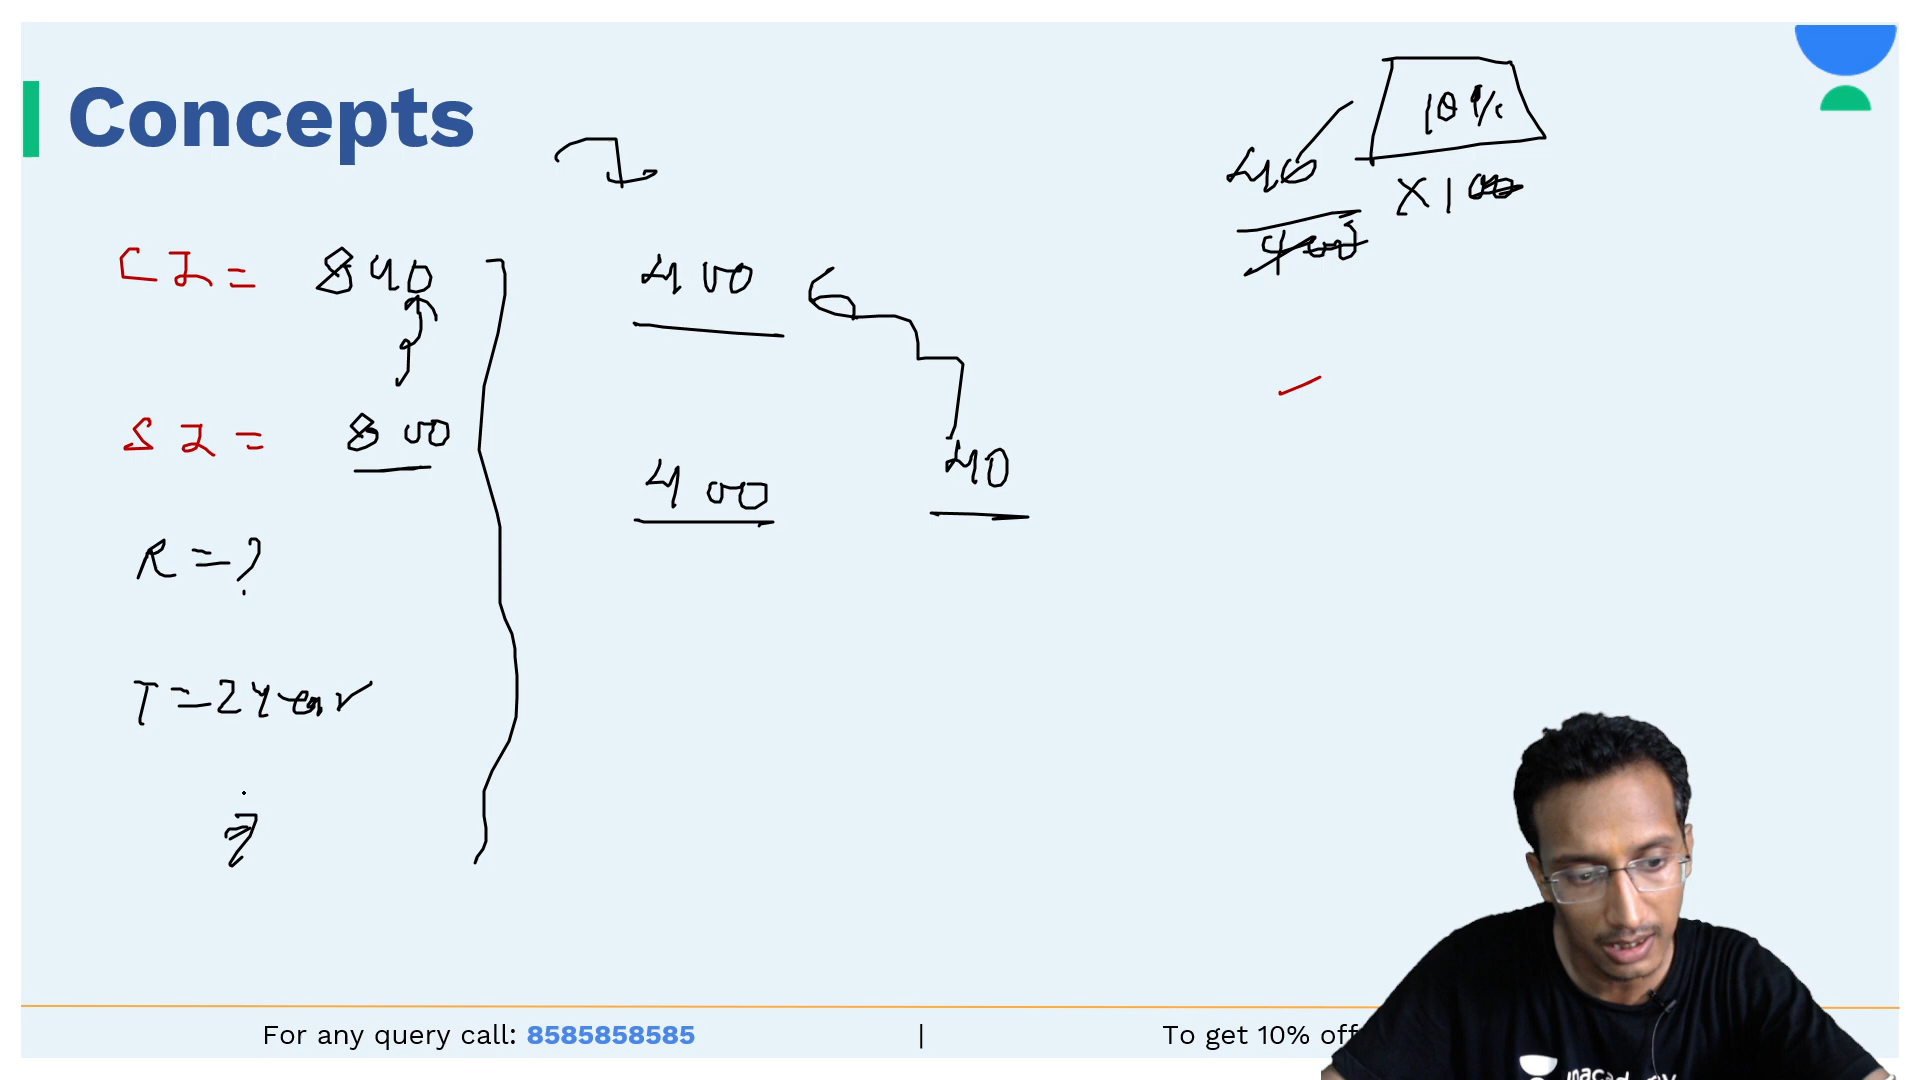 Concepts
CI = 840
SI = 800
R = ?
T = 2 year
400
400
40
40
400
X 100
10%
For any query call: 8585858585
|
To get 10% off